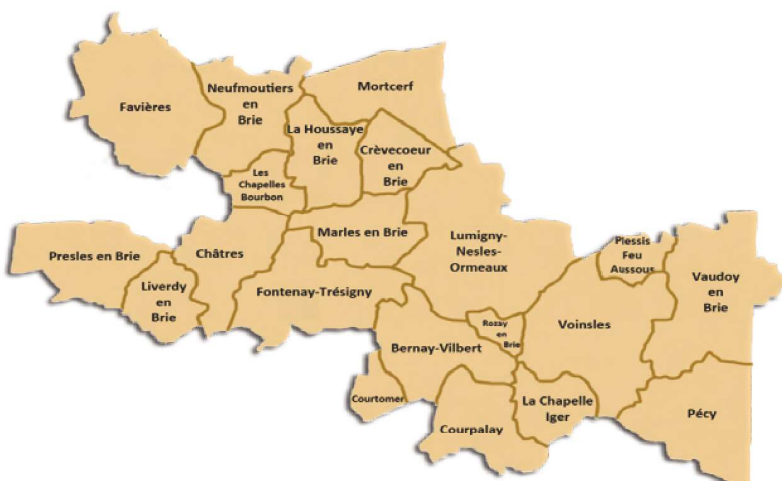 Favières
Neufmoutiers
en
Brie
Mortcerf
La Houssaye
en
Brie
Crèvecoeur
en
Brie
Les
Chapelles
Bourbon
Presles en Brie
Liverdy
en
Brie
Châtres
Marles en Brie
Fontenay-Trésigny
Lumigny-
Nesles-
Ormeaux
Plessis
Feu
Aussous
Vaudoy
en
Brie
Voinsles
Rozay
en
Brie
Bernay-Vilbert
Courtomer
Courpalay
La Chapelle
Iger
Pécy